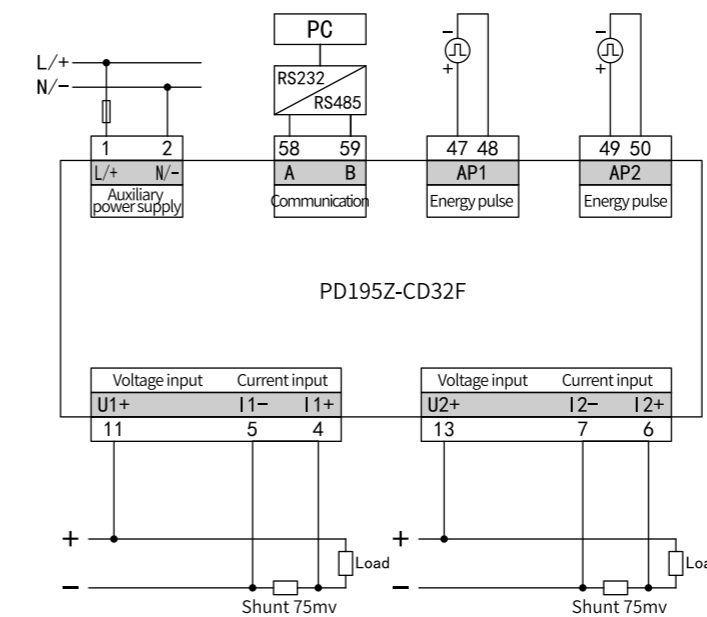 PC
L/+
N/-
RS232
RS485
1 2
58 59
47 48
49 50
L/+ N/-
A B
AP1
AP2
Auxiliary
power supply
Communication
Energy pulse
Energy pulse
PD195Z-CD32F
Voltage input Current input
Voltage input Current input
U1+ I1- I1+
U2+ I2- I2+
11 5 4
13 7 6
+
+
Load
-
-
Shunt 75mv
Shunt 75mv